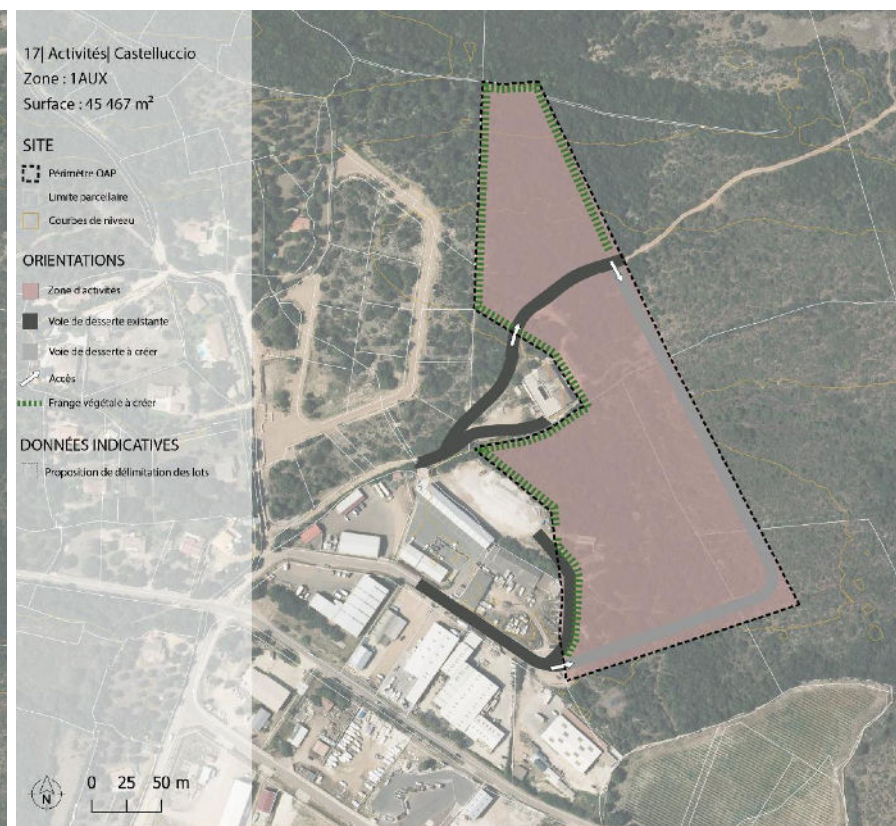 17| Activités| Castelluccio
Zone : 1AUX
Surface : 45 467 m²
SITE
Périmètre OAP
Limite parcellaire
Courbes de niveau
ORIENTATIONS
Zone d'activités
Voie de desserte existante
Voie de desserte à créer
Accès
Frange végétale à créer
DONNÉES INDICATIVES
Proposition de délimitation des lots
N
0 25 50 m